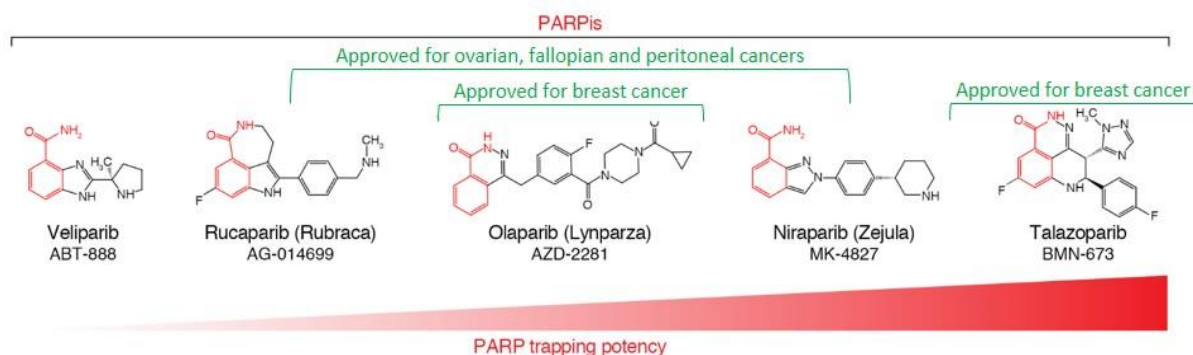 PARPis
Approved for ovarian, fallopian and peritoneal cancers
Approved for breast cancer
Approved for breast cancer
O
NH2
N
CH3
NH
NH
O
HN
F
NH
CH3
HN
O
NH
N
F
O
N
N
O
O
NH2
N
N
NH
O
NH
N
H3C
N
N
N
F
N
H
F
Veliparib
ABT-888
Rucaparib (Rubraca)
AG-014699
Olaparib (Lynparza)
AZD-2281
Niraparib (Zejula)
MK-4827
Talazoparib
BMN-673
PARP trapping potency